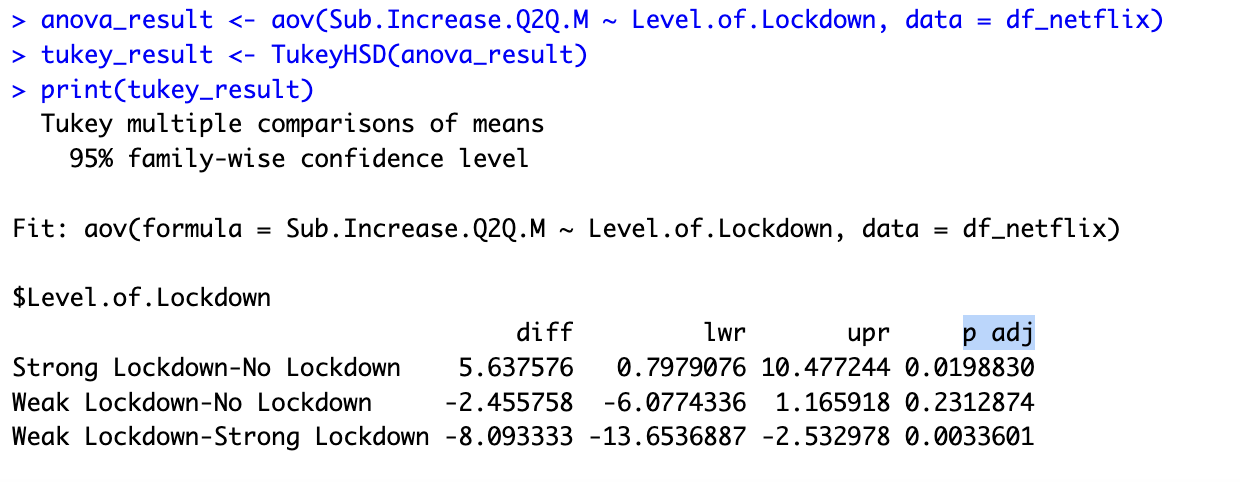 > anova_result <- aov(Sub.Increase.Q2Q.M ~ Level.of.Lockdown, data = df_netflix)
> tukey_result <- TukeyHSD(anova_result)
> print(tukey_result)
  Tukey multiple comparisons of means
    95% family-wise confidence level

Fit: aov(formula = Sub.Increase.Q2Q.M ~ Level.of.Lockdown, data = df_netflix)

$Level.of.Lockdown
                                   diff         lwr       upr     p adj
Strong Lockdown-No Lockdown    5.637576   0.7979076 10.477244 0.0198830
Weak Lockdown-No Lockdown     -2.455758  -6.0774336  1.165918 0.2312874
Weak Lockdown-Strong Lockdown -8.093333 -13.6536887 -2.532978 0.0033601